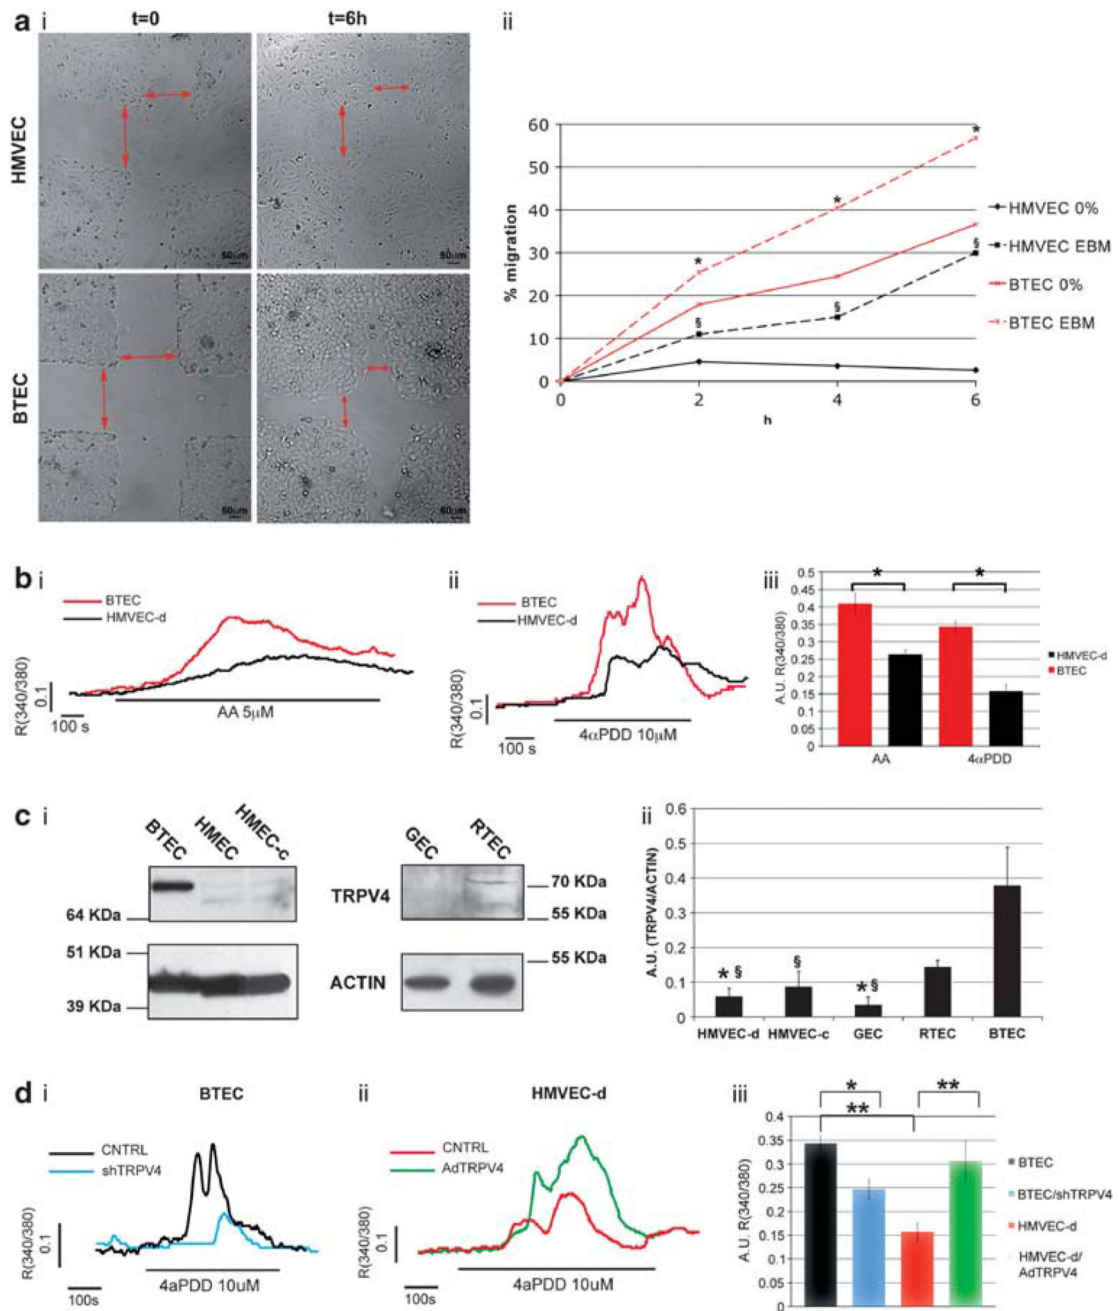 a i
t=0
t=6h
HMVEC
50µm
50µm
BTEC
50µm
50µm
ii
% migration
60
50
40
30
20
10
0
0
2
4
6
h
*
*
*
§
§
§
HMVEC 0%
HMVEC EBM
BTEC 0%
BTEC EBM
b i
BTEC
HMVEC-d
R(340/380)
0.1
100 s
AA 5µM
ii
BTEC
HMVEC-d
R(340/380)
0.1
100 s
4αPDD 10µM
iii
A.U. R(340/380)
0.5
0.45
0.4
0.35
0.3
0.25
0.2
0.15
0.1
0.05
0
*
*
AA
4αPDD
HMVEC-d
BTEC
c i
BTEC
HMEC
HMEC-c
64 KDa
51 KDa
39 KDa
TRPV4
ACTIN
GEC
RTEC
70 KDa
55 KDa
55 KDa
ii
A.U. (TRPV4/ACTIN)
0.6
0.5
0.4
0.3
0.2
0.1
0
* §
§
* §
HMVEC-d
HMVEC-c
GEC
RTEC
BTEC
d i
BTEC
CNTRL
shTRPV4
R(340/380)
0.1
100s
4aPDD 10uM
ii
HMVEC-d
CNTRL
AdTRPV4
R(340/380)
0.1
100s
4aPDD 10uM
iii
A.U. R(340/380)
0.4
0.35
0.3
0.25
0.2
0.15
0.1
0.05
0
*
**
**
BTEC
BTEC/shTRPV4
HMVEC-d
HMVEC-d/
AdTRPV4